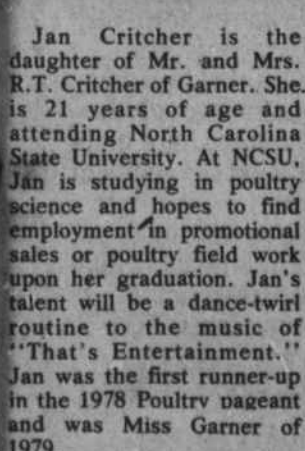 Jan Critcher is the
daughter of Mr. and Mrs.
R.T. Critcher of Garner. She
is 21 years of age and
attending North Carolina
State University. At NCSU,
Jan is studying in poultry
science and hopes to find
employment in promotional
sales or poultry field work
upon her graduation. Jan's
talent will be a dance-twirl
routine to the music of
"That's Entertainment."
Jan was the first runner-up
in the 1978 Poultry pageant
and was Miss Garner of
1979